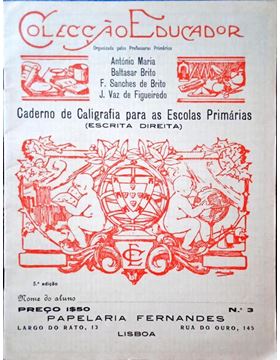 COLECÇÃO EDUCADOR
Organizada pelos Professores Primários
António Maria
Baltasar Brito
F. Sanches de Brito
J. Vaz de Figueiredo
Caderno de Caligrafia para as Escolas Primárias
(ESCRITA DIREITA)
5.ª edição
Nome do aluno
PREÇO 1$50
N.º 3
PAPELARIA FERNANDES
LARGO DO RATO, 13
RUA DO OURO, 145
LISBOA